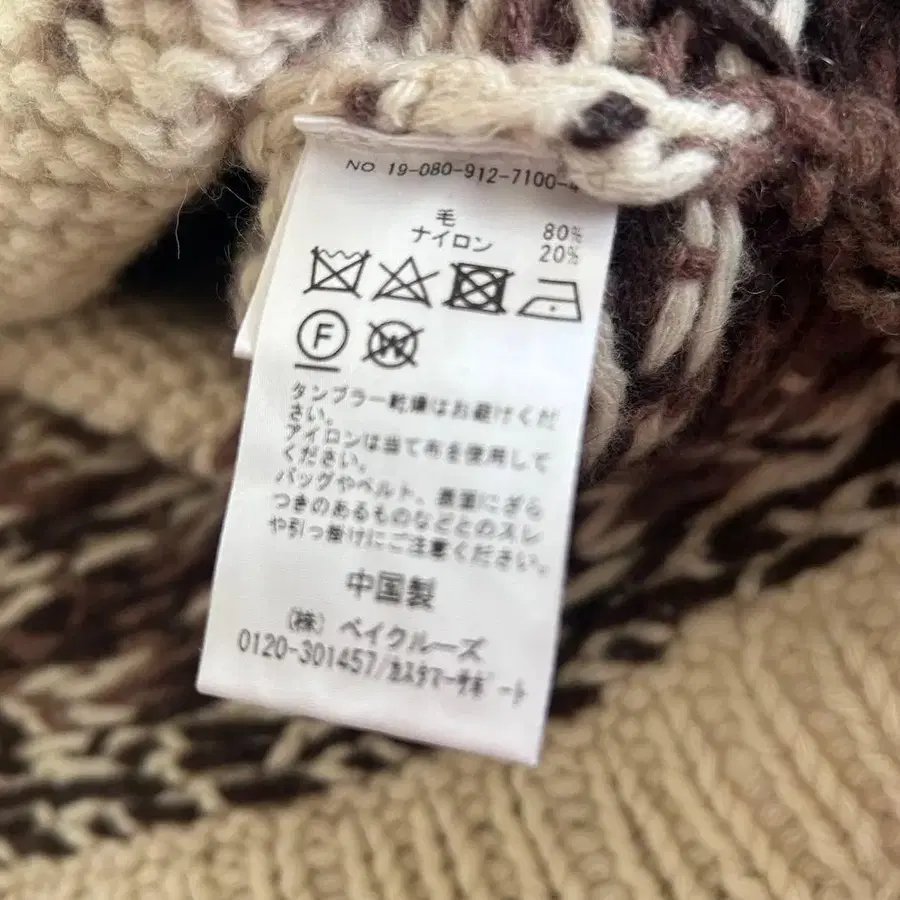 NO. 19-080-912-7100-4
毛 80%
ナイロン 20%
F
W
タンブラー乾燥はお避けくだ
さい。
アイロンは当て布を使用して
ください。
バッグやベルト、表面にざら
つきのあるものなどとのスレ
や引っ掛けにご注意ください。
中国製
(株) ベイクルーズ
0120-301457/カスタマーサポート